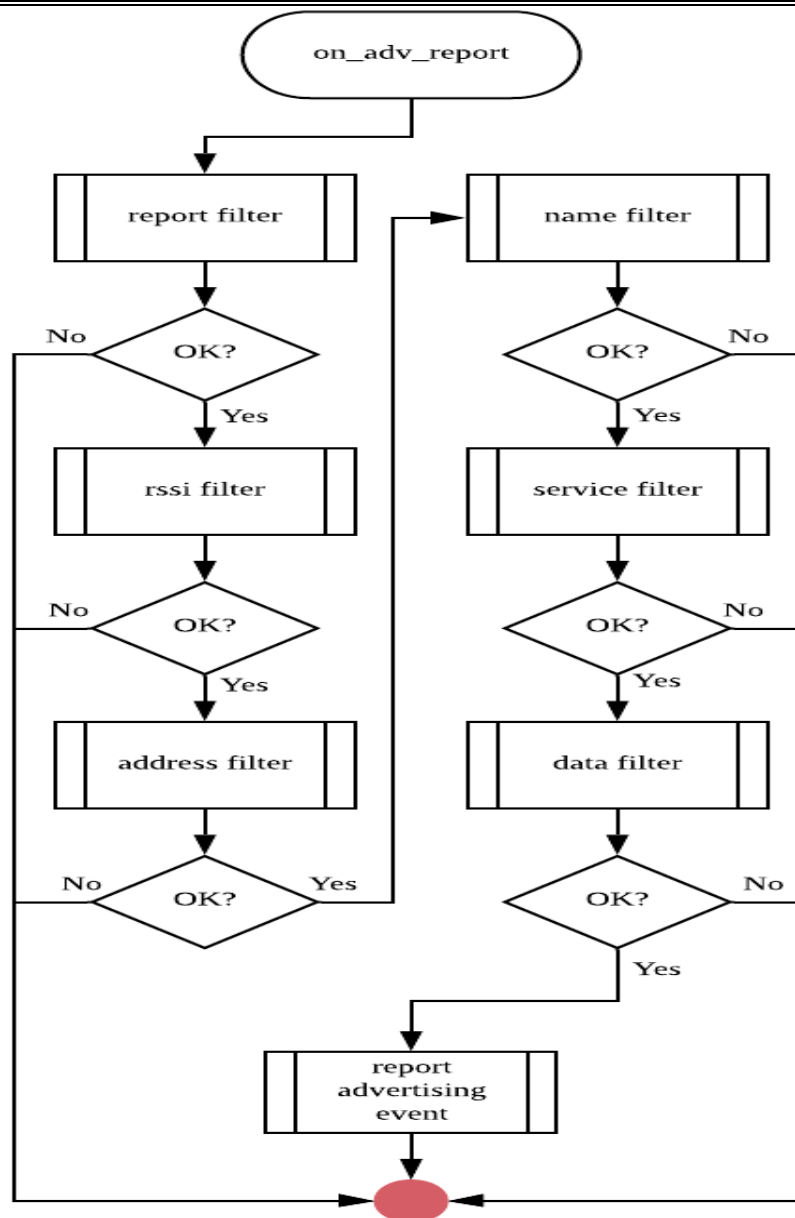 on_adv_report
report filter
No
OK?
Yes
rssi filter
No
OK?
Yes
address filter
No
OK?
Yes
name filter
OK?
No
Yes
service filter
OK?
No
Yes
data filter
OK?
No
Yes
report
advertising
event